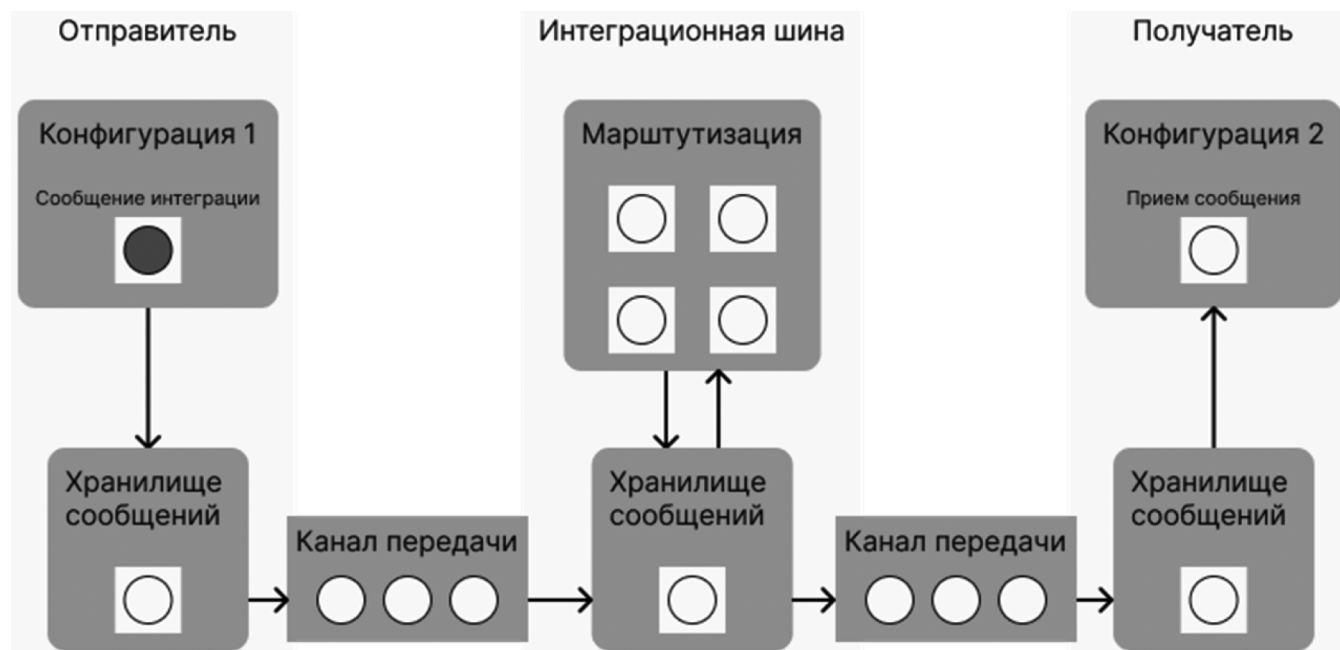 Отправитель
Интеграционная шина
Получатель
Конфигурация 1
Сообщение интеграции
Марштутизация
Конфигурация 2
Прием сообщения
Хранилище
сообщений
Канал передачи
Хранилище
сообщений
Канал передачи
Хранилище
сообщений